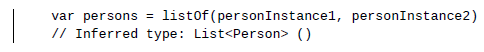 var persons = listOf(personInstance1, personInstance2)
// Inferred type: List<Person> ()